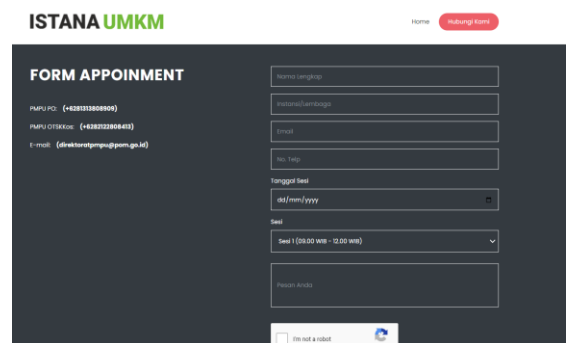 ISTANA UMKM
Home
Hubungi Kami
FORM APPOINMENT
PMPU PO: (+6281313808909)
PMPU OTSKKos: (+6282122808413)
E-mail: (direktoratpmpu@pom.go.id)
Nama Lengkap
Instansi/Lembaga
Email
No. Telp
Tanggal Sesi
dd/mm/yyyy
Sesi
Sesi 1 (09.00 WIB - 12.00 WIB)
Pesan Anda
I'm not a robot